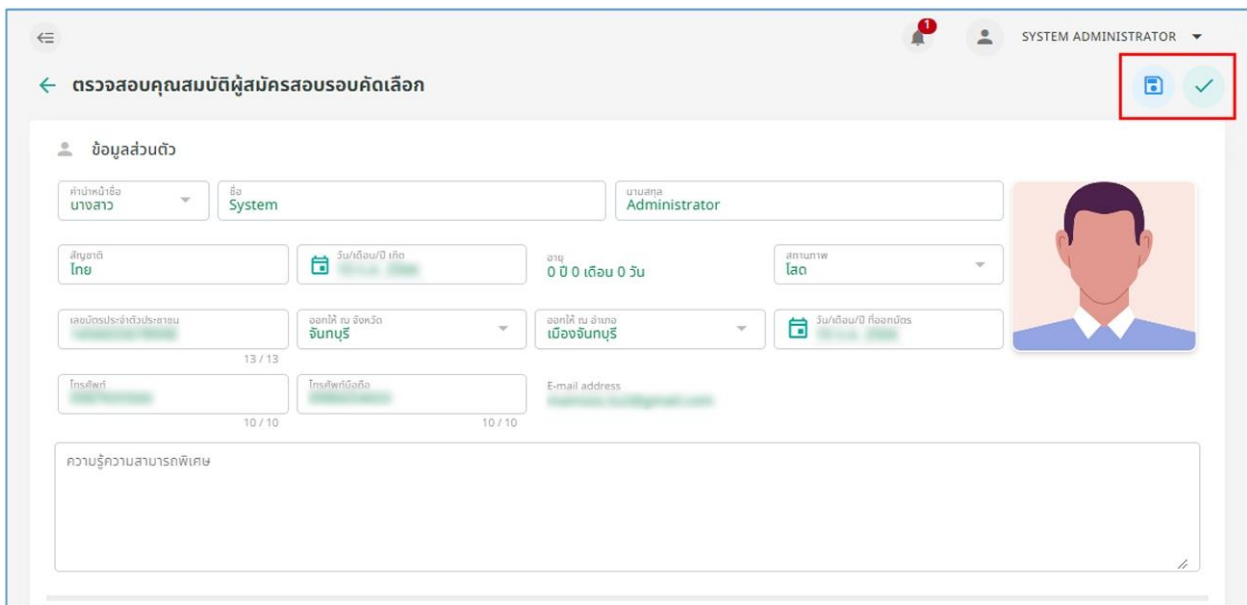 1
SYSTEM ADMINISTRATOR
ตรวจสอบคุณสมบัติผู้สมัครสอบรอบคัดเลือก
ข้อมูลส่วนตัว
คำนำหน้าชื่อ
นางสาว
ชื่อ
System
นามสกุล
Administrator
สัญชาติ
ไทย
วัน/เดือน/ปี เกิด
อายุ
0 ปี 0 เดือน 0 วัน
สถานภาพ
โสด
เลขบัตรประจำตัวประชาชน
13 / 13
ออกให้ ณ จังหวัด
จันทบุรี
ออกให้ ณ อำเภอ
เมืองจันทบุรี
วัน/เดือน/ปี ที่ออกบัตร
โทรศัพท์
10 / 10
โทรศัพท์มือถือ
10 / 10
E-mail address
ความรู้ความสามารถพิเศษ